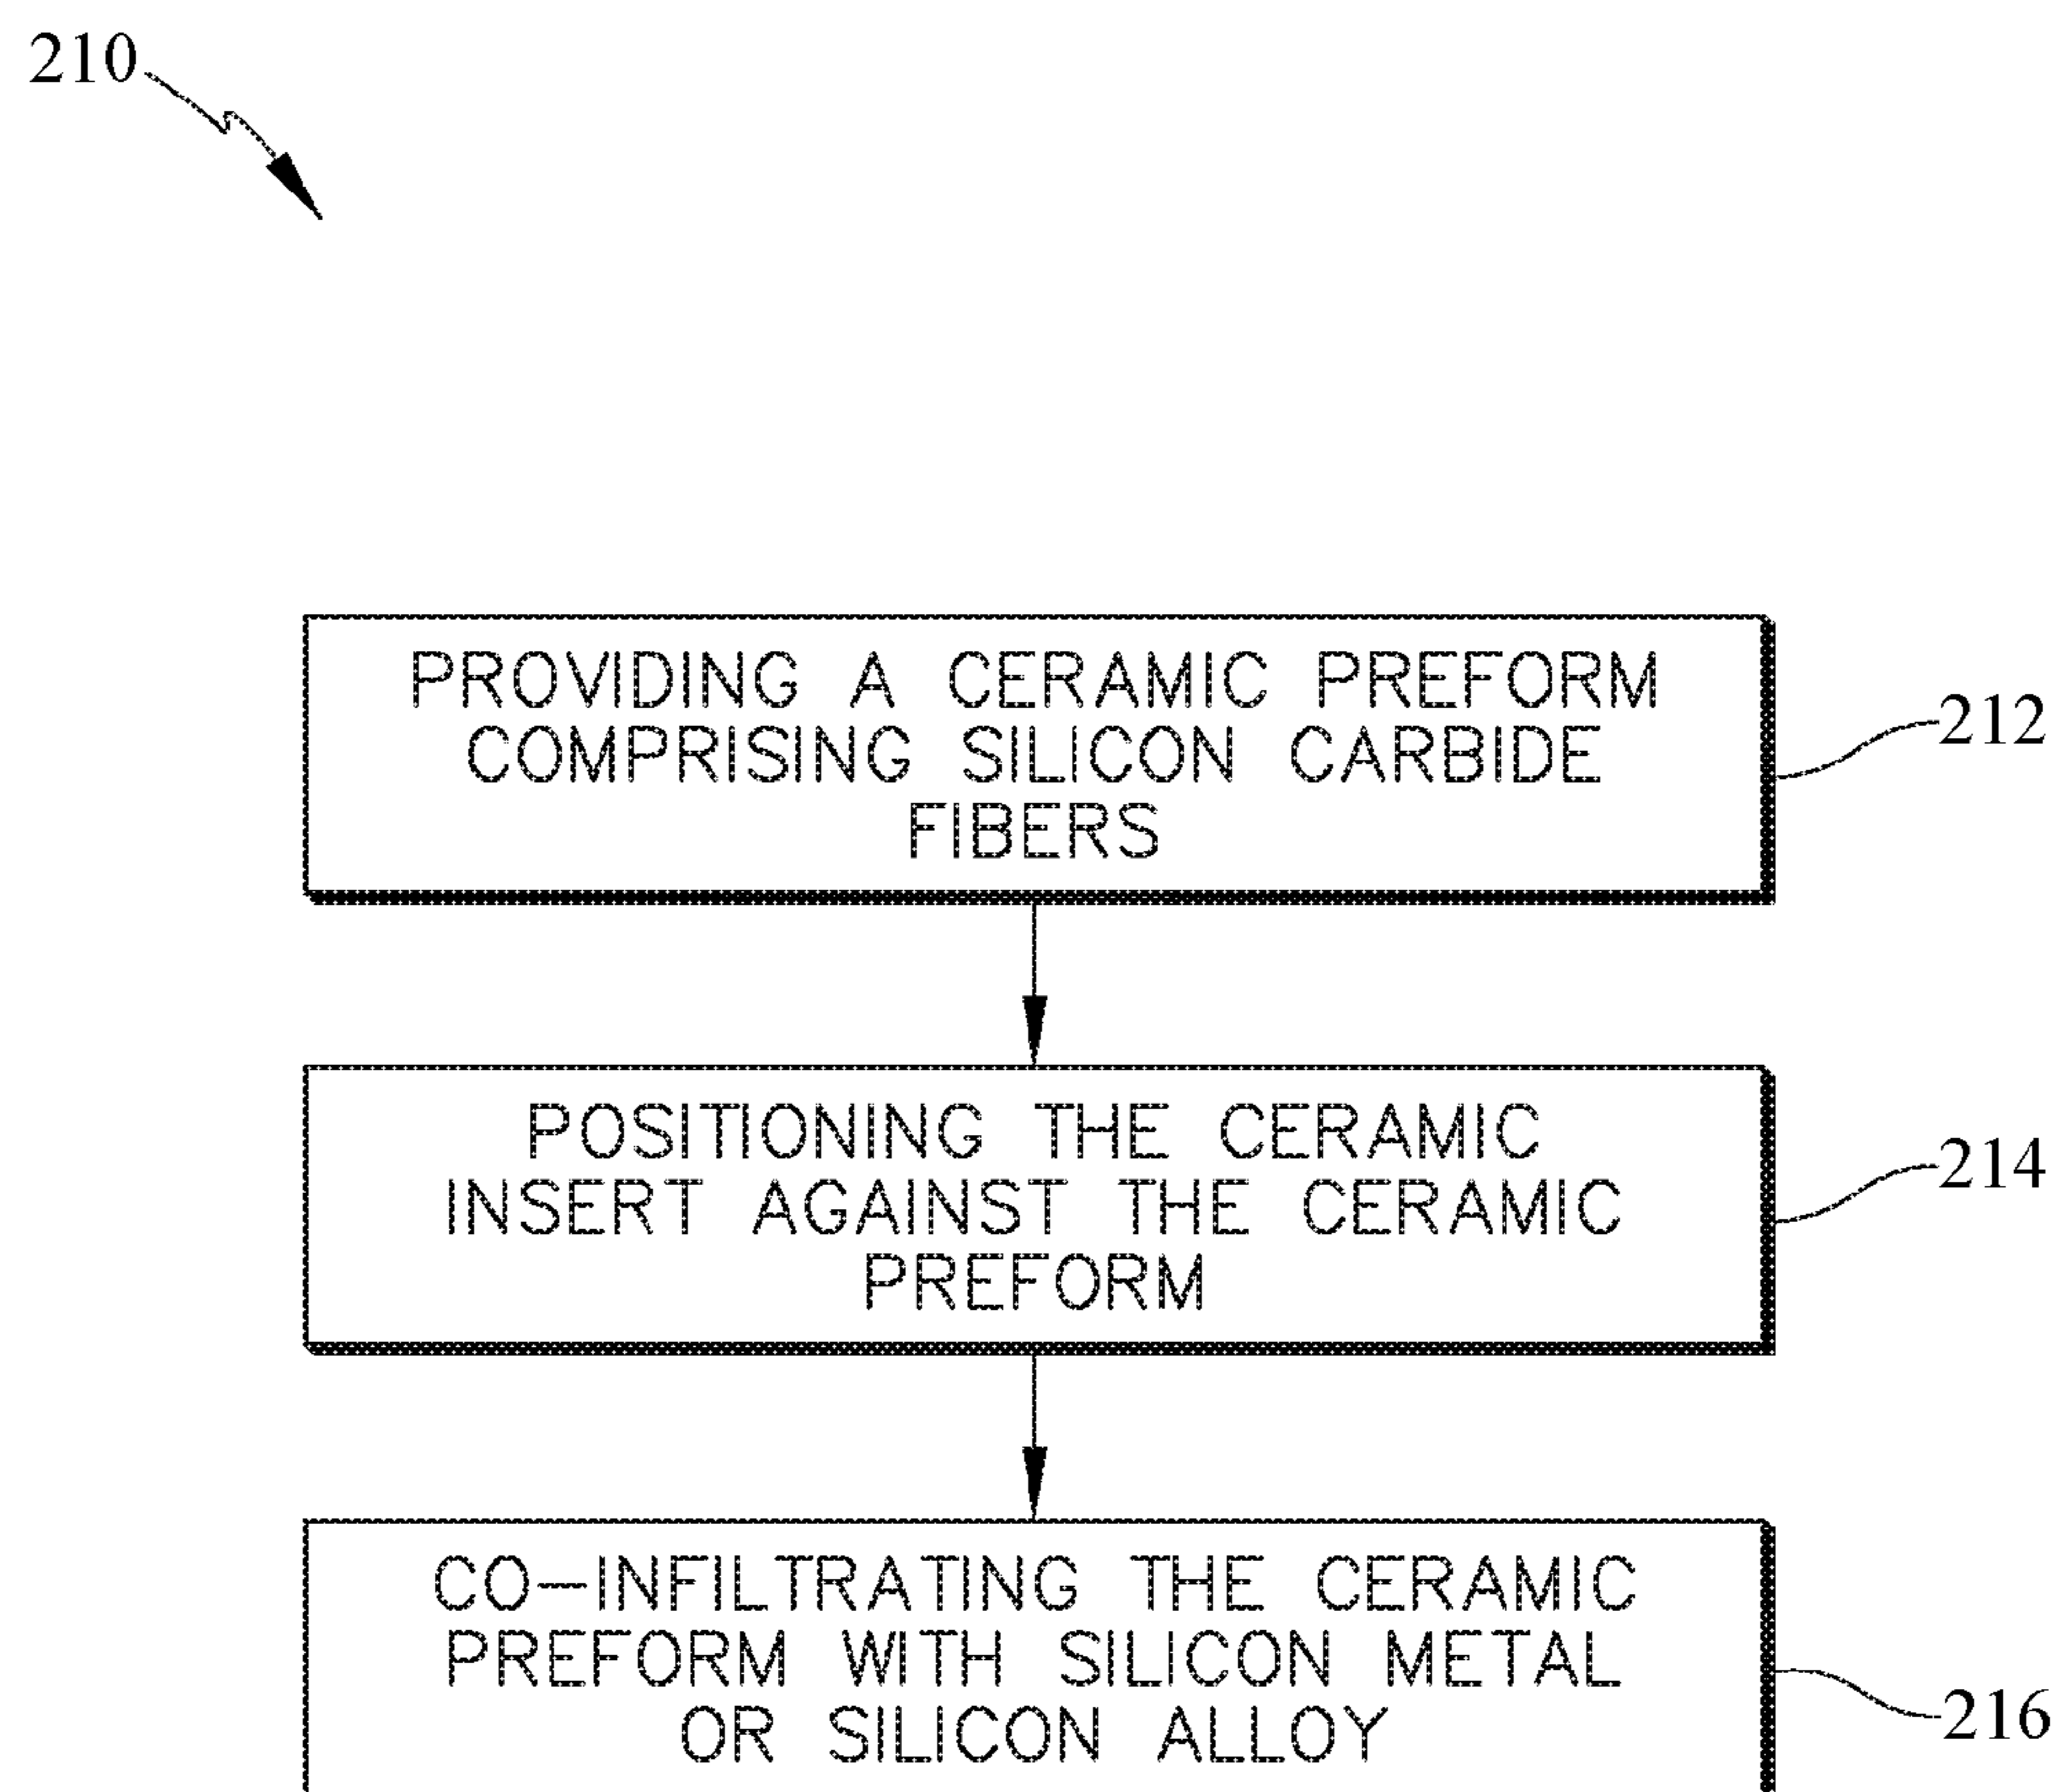 210
PROVIDING A CERAMIC PREFORM
COMPRISING SILICON CARBIDE
FIBERS
212
POSITIONING THE CERAMIC
INSERT AGAINST THE CERAMIC
PREFORM
214
CO-INFILTRATING THE CERAMIC
PREFORM WITH SILICON METAL
OR SILICON ALLOY
216